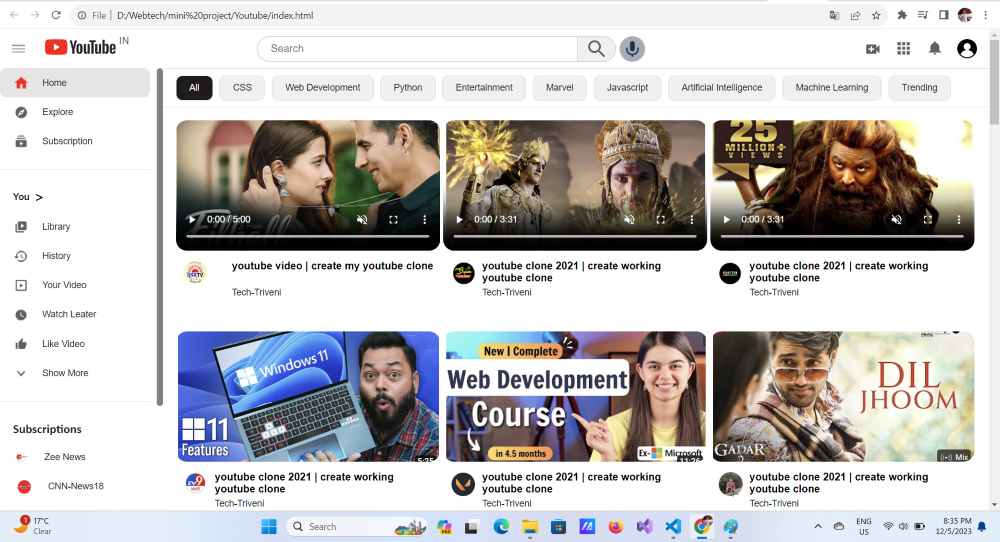 File D:/Webtech/mini%20project/Youtube/index.html
YouTube IN
Search
Home
Explore
Subscription
You >
Library
History
Your Video
Watch Leater
Like Video
Show More
Subscriptions
Zee News
CNN-News18
All CSS Web Development Python Entertainment Marvel Javascript Artificial Intelligence Machine Learning Trending
0:00 / 5:00
0:00 / 3:31
25
MILLION+
VIEWS
0:00 / 3:31
youtube video | create my youtube clone
Tech-Triveni
youtube clone 2021 | create working
youtube clone
Tech-Triveni
youtube clone 2021 | create working
youtube clone
Tech-Triveni
Windows 11
11
Features
5:25
New | Complete
Web Development
Course
in 4.5 months
Ex- Microsoft
11:26
DIL
JHOOM
GADAR
2
Mix
youtube clone 2021 | create working
youtube clone
Tech-Triveni
youtube clone 2021 | create working
youtube clone
Tech-Triveni
youtube clone 2021 | create working
youtube clone
Tech-Triveni
1
17°C
Clear
Search
ENG
US
8:35 PM
12/5/2023